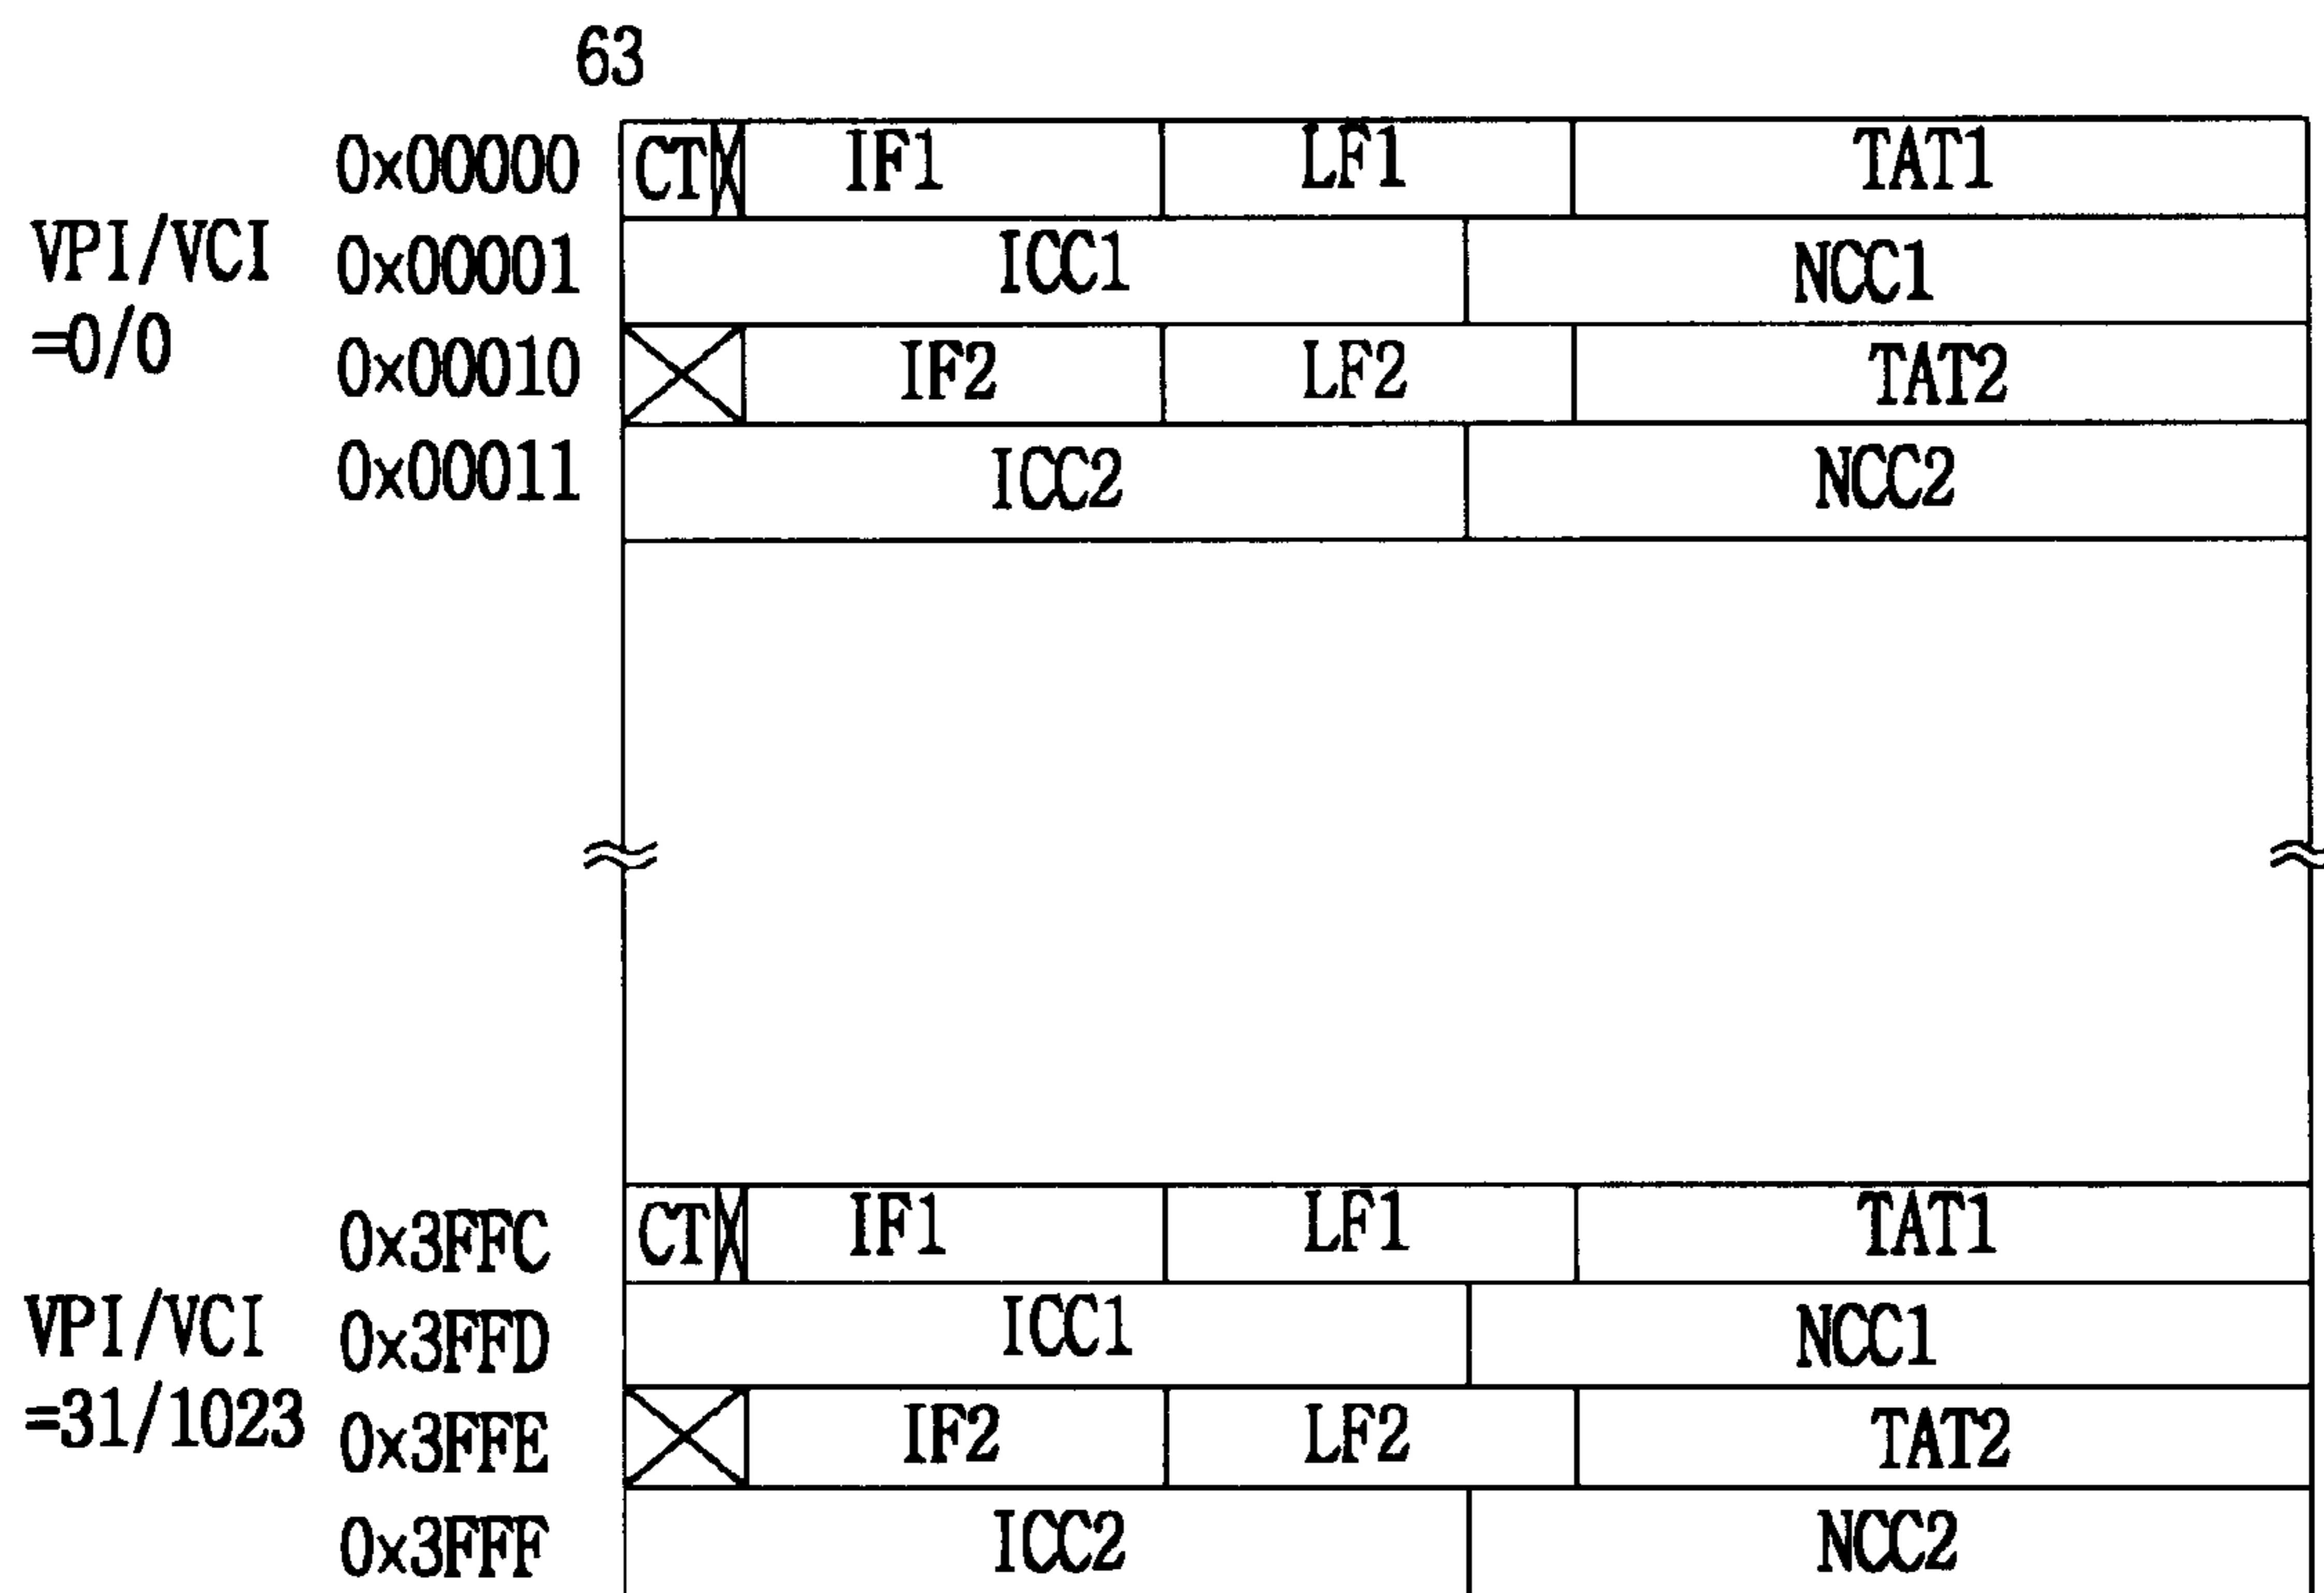 63
0x00000 CT IF1 LF1 TAT1
VPI/VCI 0x00001 ICC1 NCC1
=0/0 0x00010 IF2 LF2 TAT2
0x00011 ICC2 NCC2
0x3FFC CT IF1 LF1 TAT1
VPI/VCI 0x3FFD ICC1 NCC1
=31/1023 0x3FFE IF2 LF2 TAT2
0x3FFF ICC2 NCC2